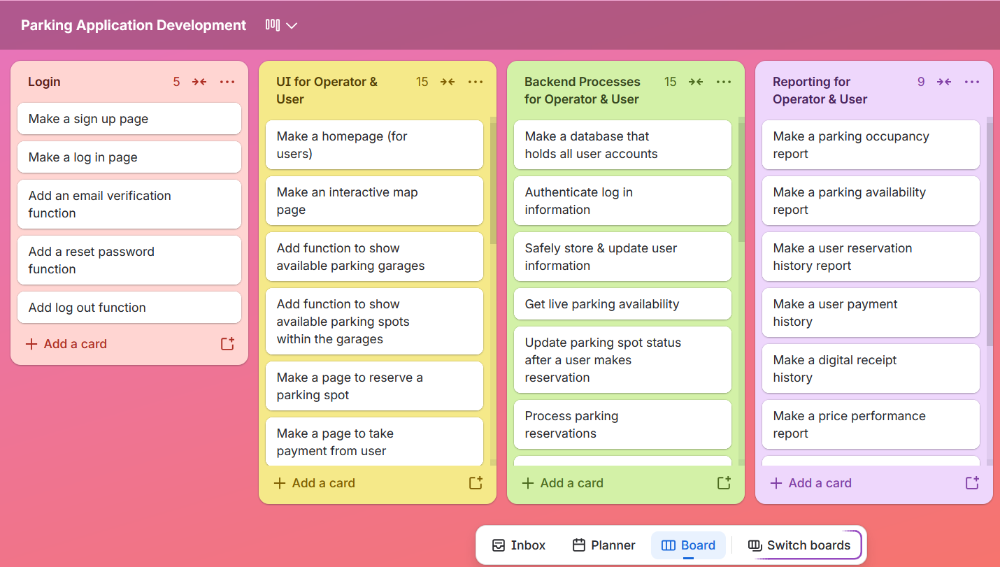 Parking Application Development
Login
5
Make a sign up page
Make a log in page
Add an email verification
function
Add a reset password
function
Add log out function
Add a card
UI for Operator &
User
15
Make a homepage (for
users)
Make an interactive map
page
Add function to show
available parking garages
Add function to show
available parking spots
within the garages
Make a page to reserve a
parking spot
Make a page to take
payment from user
Add a card
Backend Processes
for Operator & User
15
Make a database that
holds all user accounts
Authenticate log in
information
Safely store & update user
information
Get live parking availability
Update parking spot status
after a user makes
reservation
Process parking
reservations
Add a card
Reporting for
Operator & User
9
Make a parking occupancy
report
Make a parking availability
report
Make a user reservation
history report
Make a user payment
history
Make a digital receipt
history
Make a price performance
report
Add a card
Inbox
Planner
Board
Switch boards